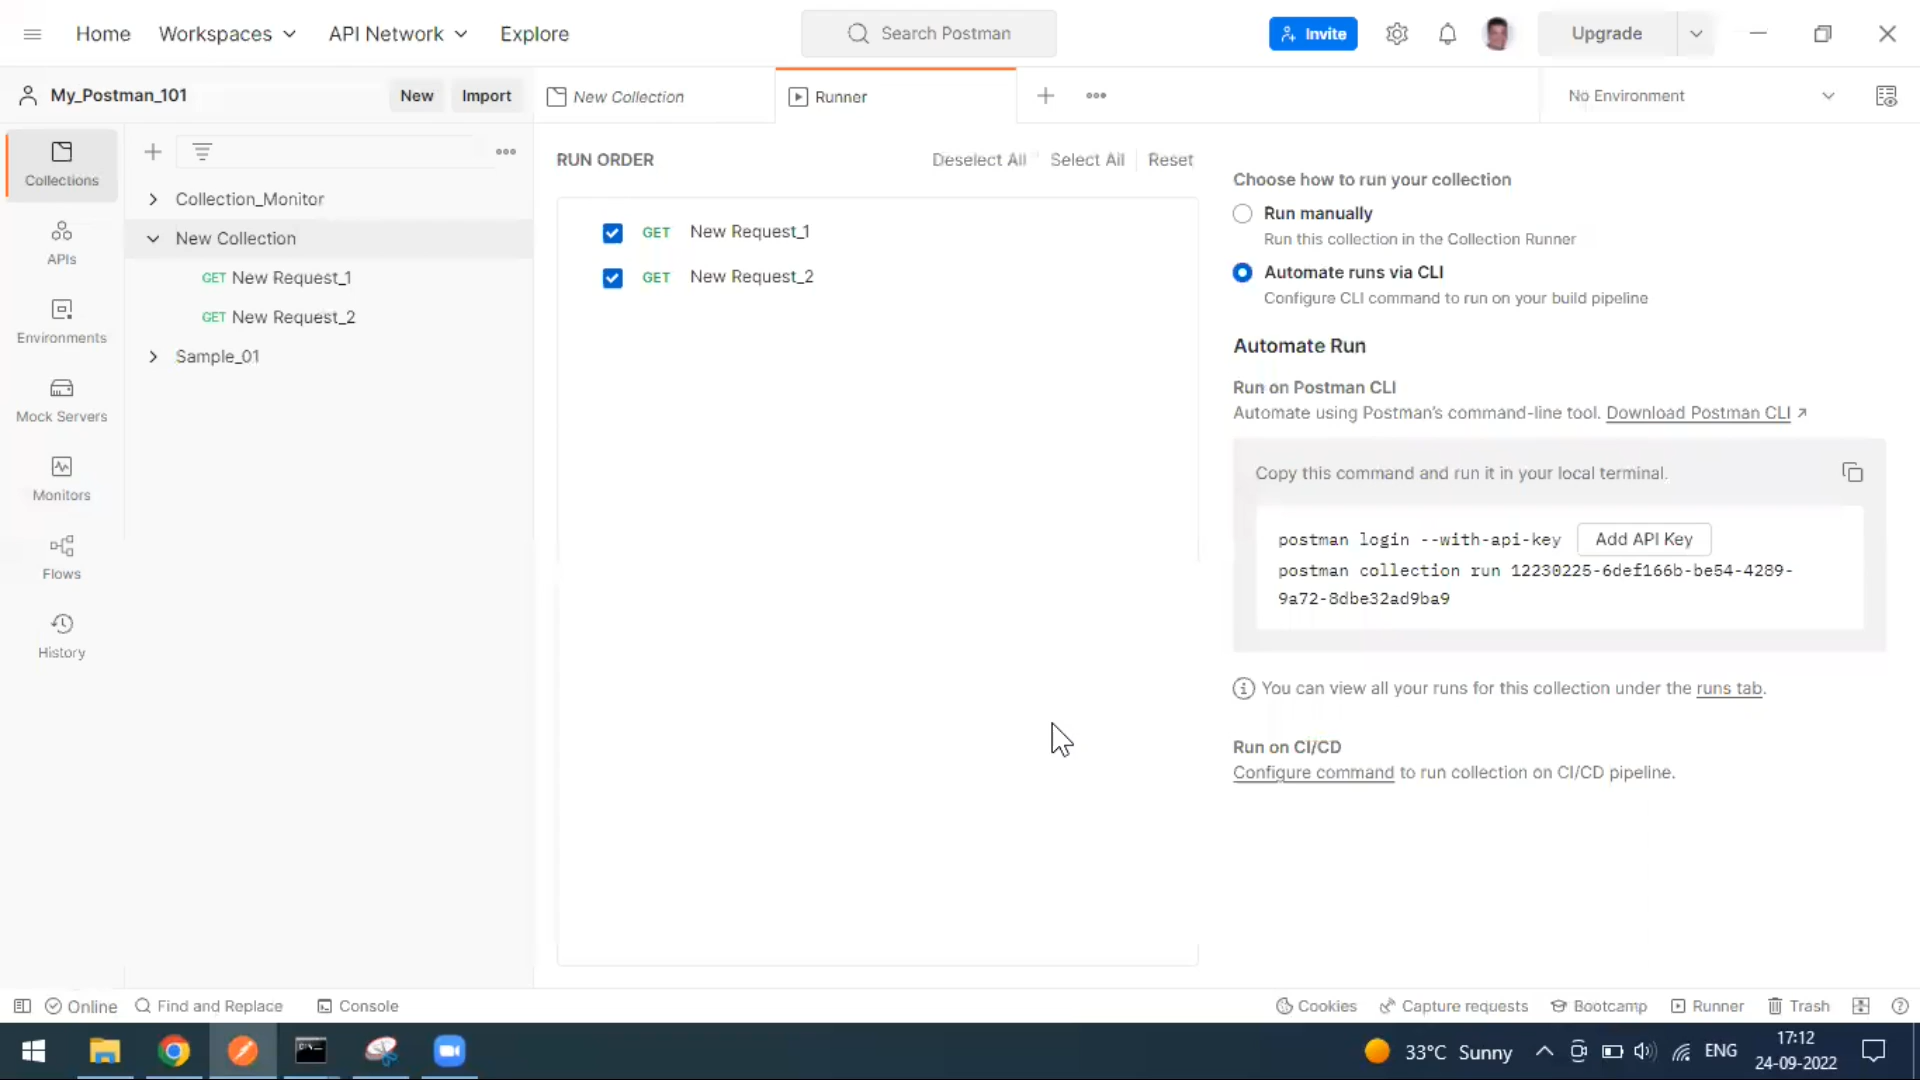 Home Workspaces API Network Explore Search Postman Invite Upgrade
My_Postman_101 New Import New Collection Runner No Environment
Collections
APIs
Environments
Mock Servers
Monitors
Flows
History
Collection_Monitor
New Collection
GET New Request_1
GET New Request_2
Sample_01
RUN ORDER Deselect All Select All Reset
GET New Request_1
GET New Request_2
Choose how to run your collection
Run manually
Run this collection in the Collection Runner
Automate runs via CLI
Configure CLI command to run on your build pipeline
Automate Run
Run on Postman CLI
Automate using Postman's command-line tool. Download Postman CLI
Copy this command and run it in your local terminal.
postman login --with-api-key Add API Key
postman collection run 12230225-6def166b-be54-4289-
9a72-8dbe32ad9ba9
You can view all your runs for this collection under the runs tab.
Run on CI/CD
Configure command to run collection on CI/CD pipeline.
Online Find and Replace Console Cookies Capture requests Bootcamp Runner Trash
33°C Sunny ENG 17:12
24-09-2022